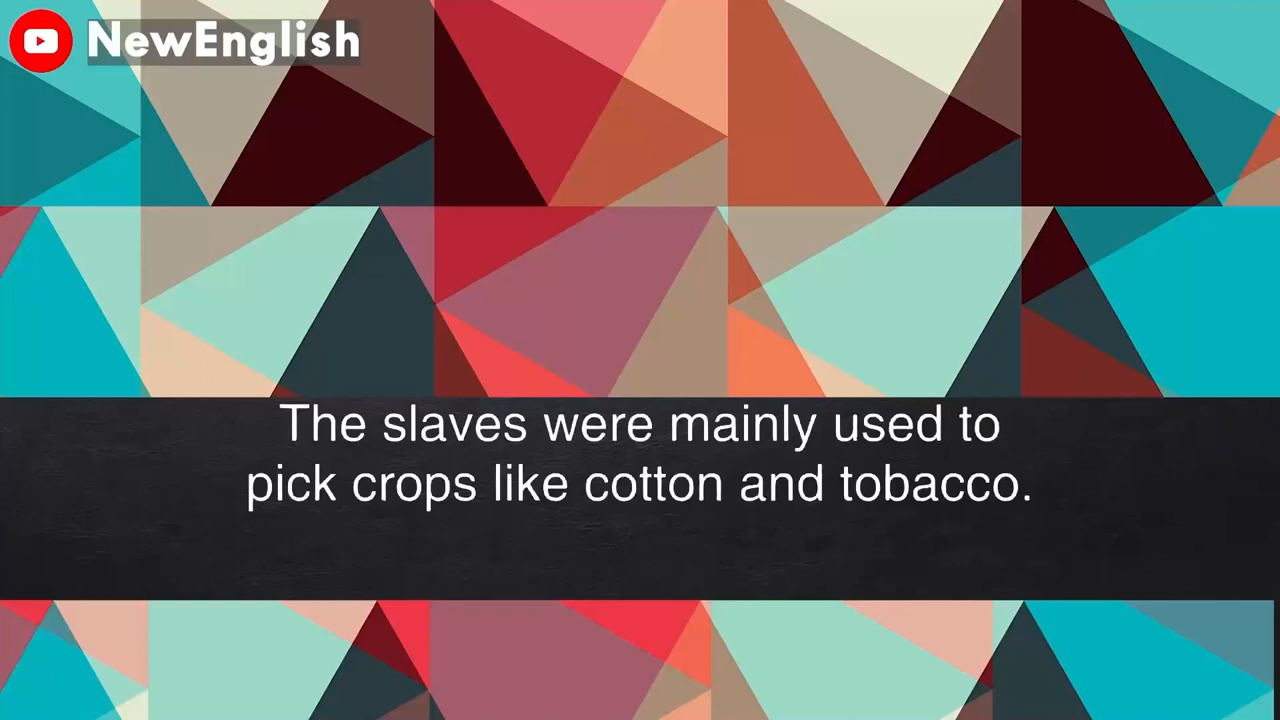 NewEnglish
The slaves were mainly used to
pick crops like cotton and tobacco.